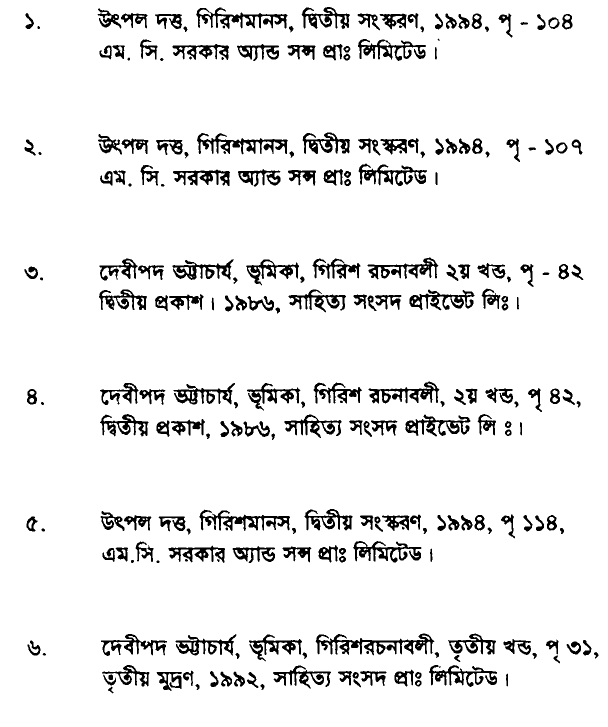 ১. উৎপল দত্ত, গিরিশমানস, দ্বিতীয় সংস্করণ, ১৯৯৪, পৃ - ১০৪
এম. সি. সরকার অ্যান্ড সন্স প্রাঃ লিমিটেড।
২. উৎপল দত্ত, গিরিশমানস, দ্বিতীয় সংস্করণ, ১৯৯৪, পৃ - ১০৭
এম. সি. সরকার অ্যান্ড সন্স প্রাঃ লিমিটেড।
৩. দেবীপদ ভট্টাচার্য, ভূমিকা, গিরিশ রচনাবলী ২য় খন্ড, পৃ - ৪২
দ্বিতীয় প্রকাশ। ১৯৮৬, সাহিত্য সংসদ প্রাইভেট লিঃ।
৪. দেবীপদ ভট্টাচার্য, ভূমিকা, গিরিশ রচনাবলী, ২য় খন্ড, পৃ ৪২,
দ্বিতীয় প্রকাশ, ১৯৮৬, সাহিত্য সংসদ প্রাইভেট লি ঃ।
৫. উৎপল দত্ত, গিরিশমানস, দ্বিতীয় সংস্করণ, ১৯৯৪, পৃ ১১৪,
এম.সি. সরকার অ্যান্ড সন্স প্রাঃ লিমিটেড।
৬. দেবীপদ ভট্টাচার্য, ভূমিকা, গিরিশরচনাবলী, তৃতীয় খন্ড, পৃ ৩১,
তৃতীয় মুদ্রণ, ১৯৯২, সাহিত্য সংসদ প্রাঃ লিমিটেড।